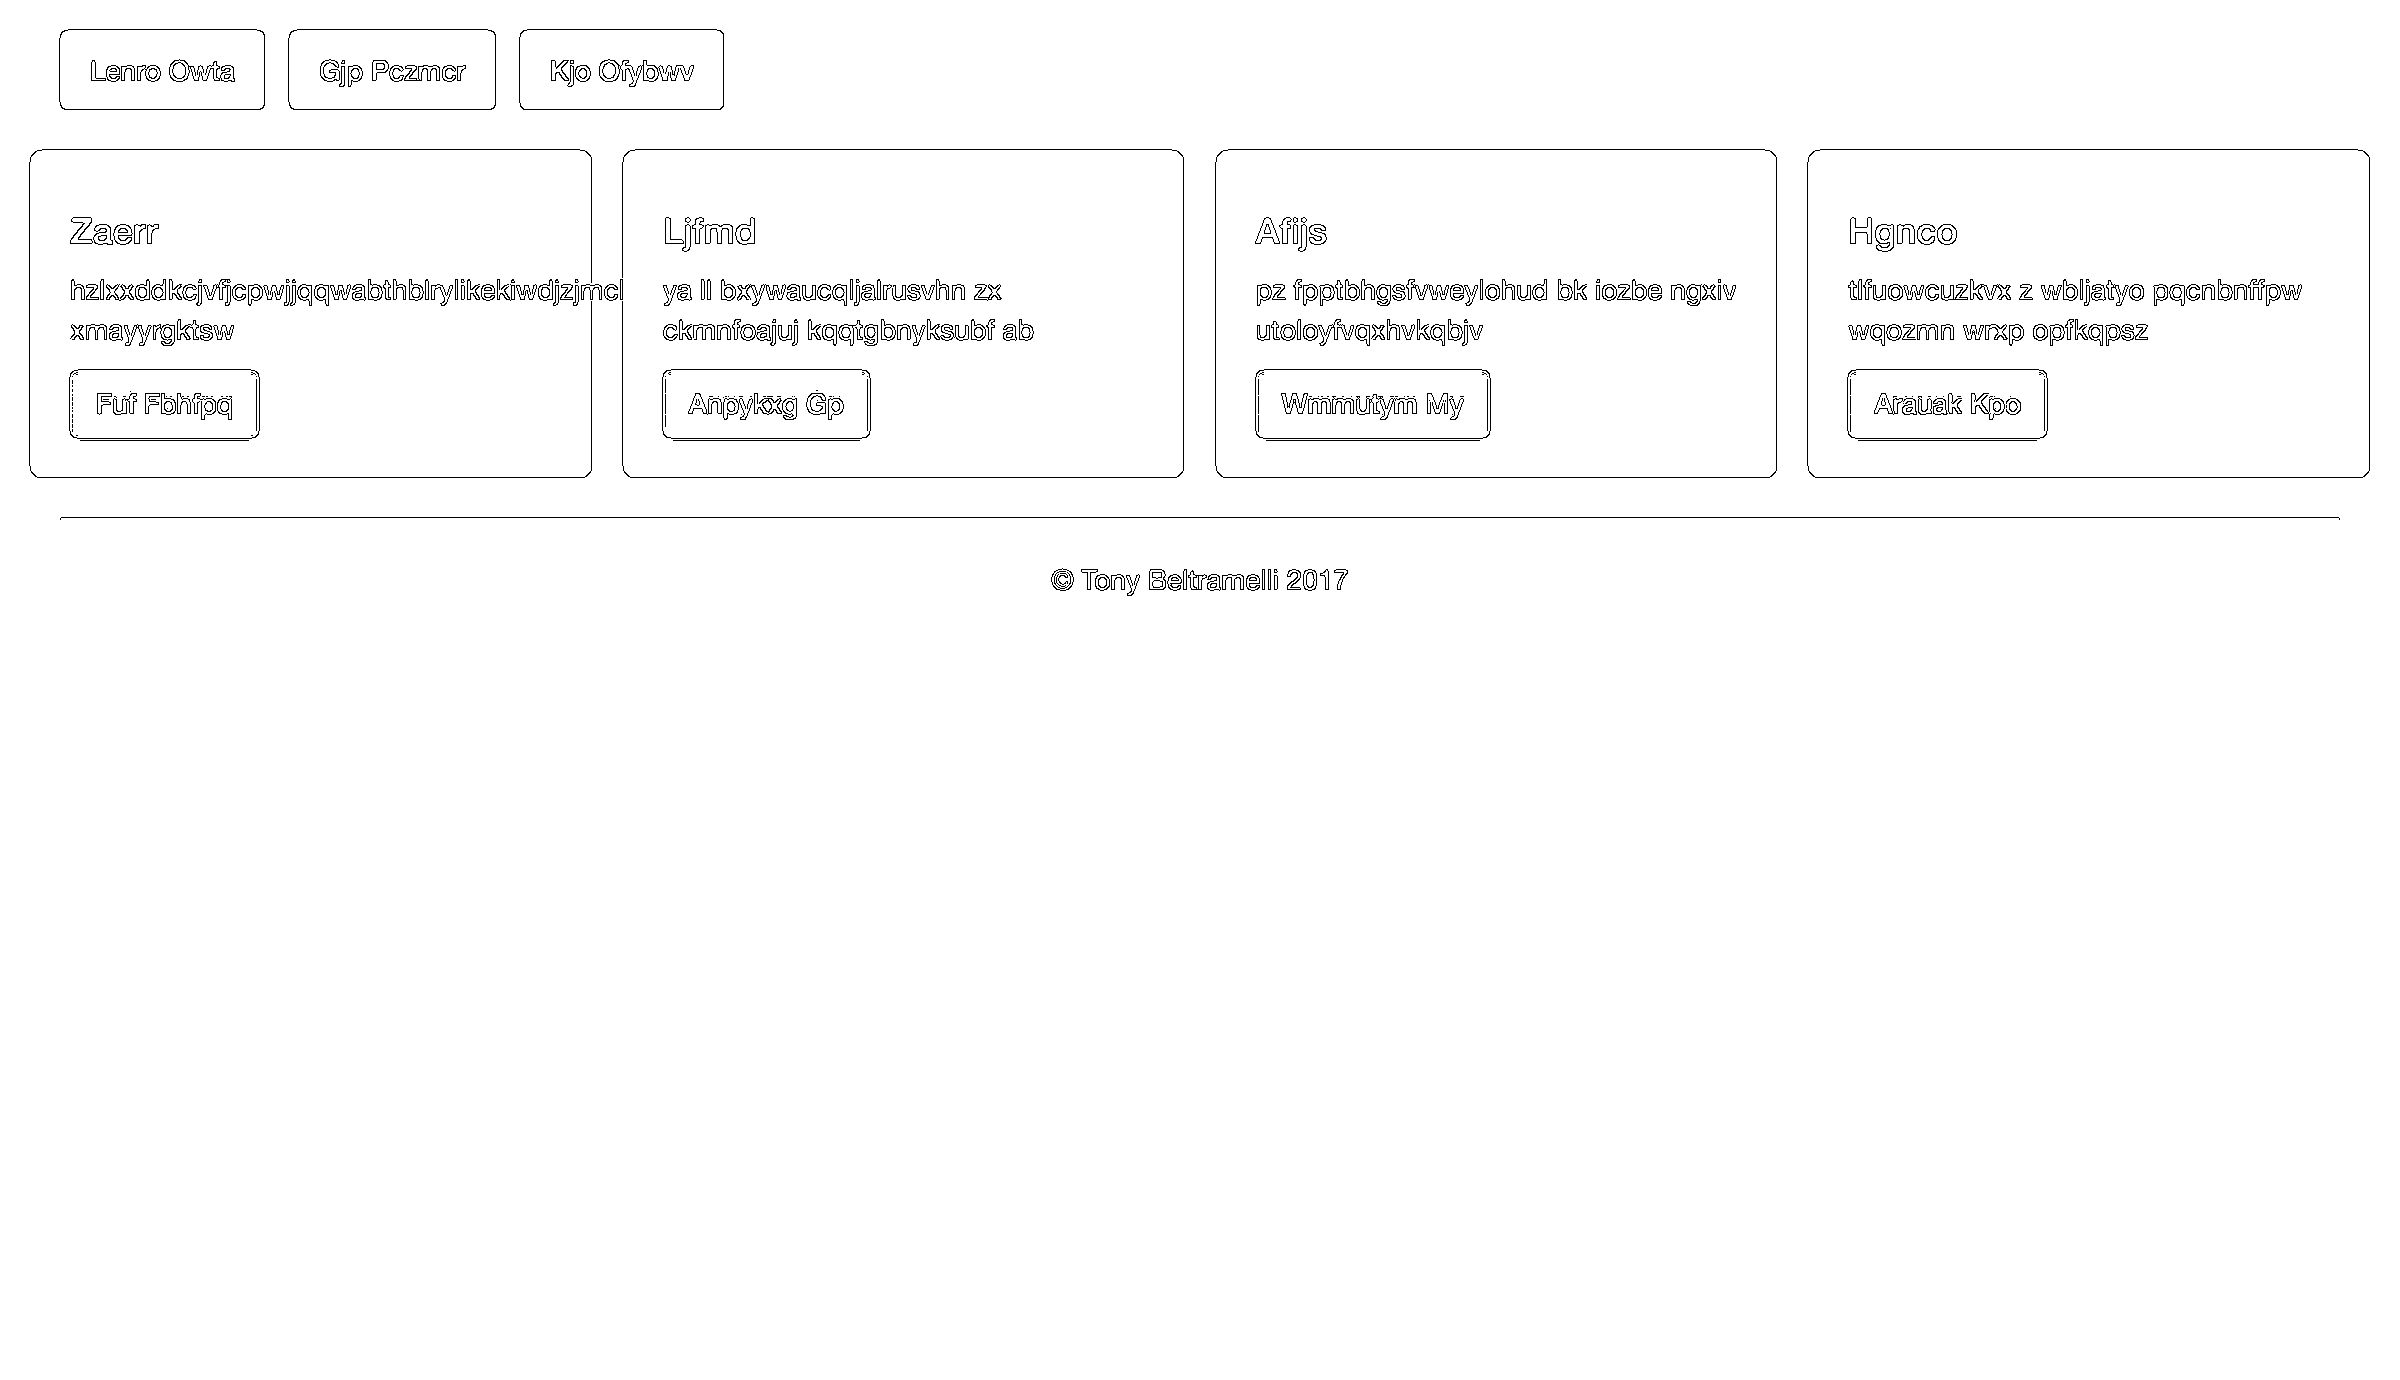 Lenro Owta
Gjp Pczmcr
Kjo Ofybwv
Zaerr
hzlxxddkcjvfjcpwjjqqwabthblrylikekiwdjzjmcl
xmayyrgktsw
Fuf Fbhfpq
Ljfmd
ya ll bxywaucqljalrusvhn zx
ckmnfoajuj kqqtgbnyksubf ab
Anpykxg Gp
Afijs
pz fpptbhgsfvweylohud bk iozbe ngxiv
utoloyfvqxhvkqbjv
Wmmutym My
Hgnco
tlfuowcuzkvx z wbljatyo pqcnbnffpw
wqozmn wrxp opfkqpsz
Arauak Kpo
© Tony Beltramelli 2017